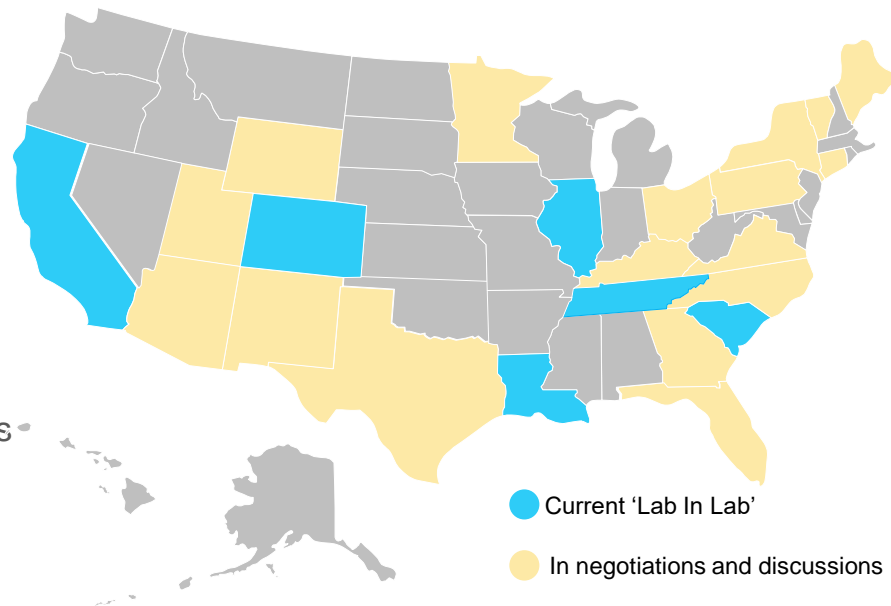 s
Current ‘Lab In Lab’
In negotiations and discussions